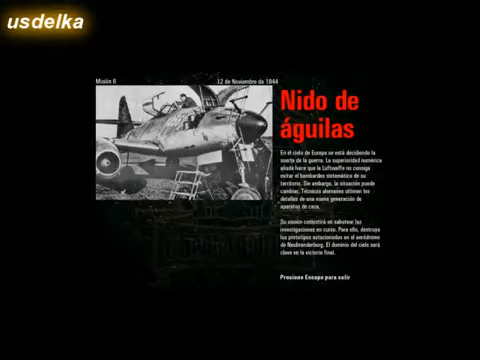 usdelka
Misión 6
12 de Noviembre de 1944
Nido de
águilas
En el cielo de Europa se está decidiendo la
suerte de la guerra. La superioridad numérica
aliada hace que la Luftwaffe no consiga
evitar el bombardeo sistemático de su
territorio. Sin embargo, la situación puede
cambiar. Técnicos alemanes ultiman los
detalles de una nueva generación de
aparatos de caza.
Su misión consistirá en sabotear las
investigaciones en curso. Para ello, destruya
los prototipos estacionados en el aeródromo
de Neubranderburg. El dominio del cielo será
clave en la victoria final.
Presione Escape para salir